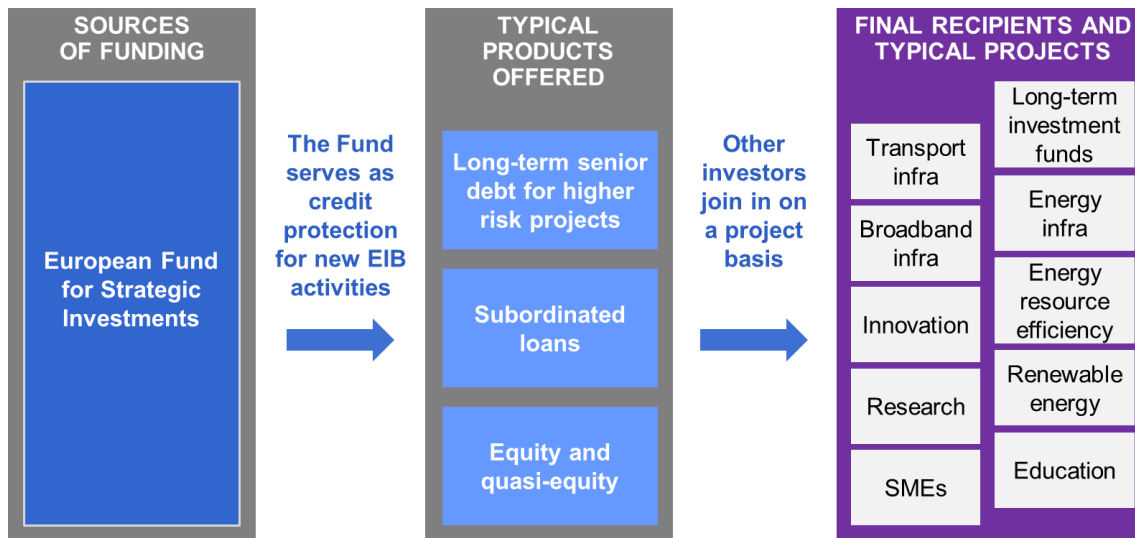 SOURCES
OF FUNDING
European Fund
for Strategic
Investments
The Fund
serves as
credit
protection
for new EIB
activities
TYPICAL
PRODUCTS
OFFERED
Long-term senior
debt for higher
risk projects
Subordinated
loans
Equity and
quasi-equity
Other
investors
join in on
a project
basis
FINAL RECIPIENTS AND
TYPICAL PROJECTS
Transport
infra
Broadband
infra
Innovation
Research
SMEs
Long-term
investment
funds
Energy
infra
Energy
resource
efficiency
Renewable
energy
Education